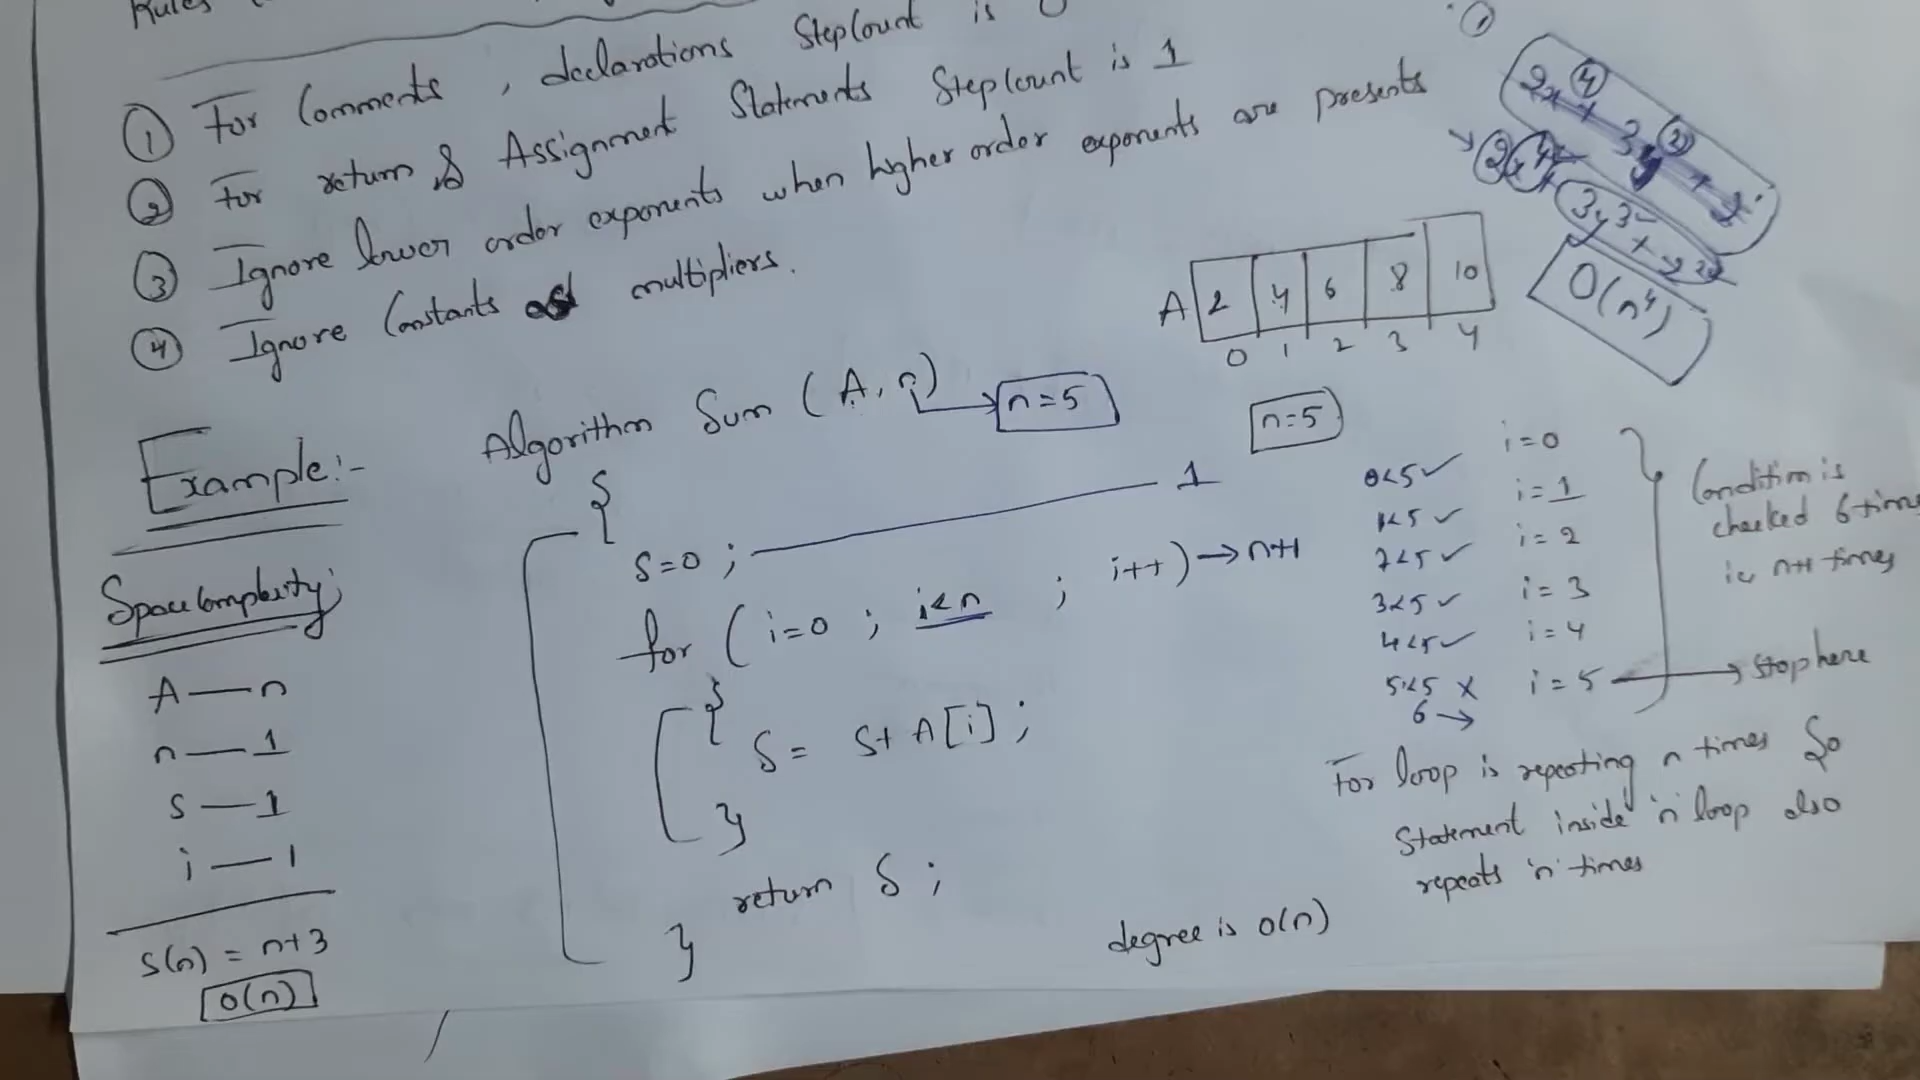 Rules
① For Comments, declarations Stepcount is 0
② For return & Assignment Statements Stepcount is 1
③ Ignore lower order exponents when higher order exponents are presents
④ Ignore Constants multipliers.
O(n⁴)
A 2 4 6 8 10
0 1 2 3 4
Example:-
Algorithm Sum (A, n) → n=5
{
s=0; 1
for (i=0; i<n; i++) → n+1
{
S = S+ A[i];
}
return S;
}
n=5
0<5 ✓ i=0
1<5 ✓ i=1
2<5 ✓ i=2
3<5 ✓ i=3
4<5 ✓ i=4
5<5 x i=5 → Stop here
6 →
Condition is
checked 6 times
ie n+1 times
For loop is repeating n times So
Statement inside 'n' loop also
repeats 'n' times
degree is O(n)
Space Complexity;
A — n
n — 1
s — 1
i — 1
S(n) = n+3
O(n)